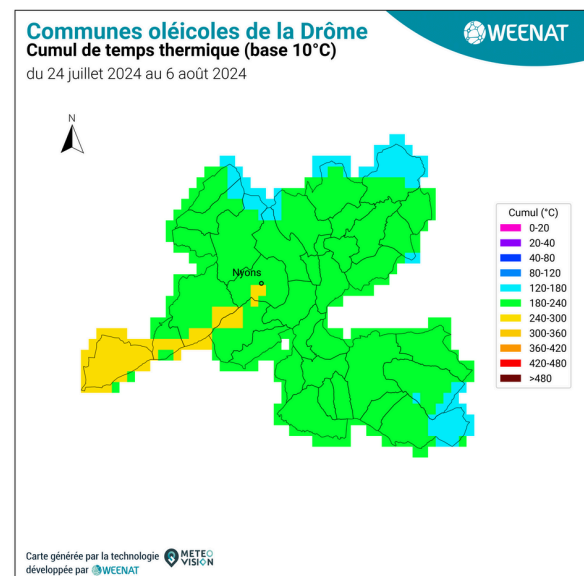 Communes oléicoles de la Drôme
Cumul de temps thermique (base 10°C)
du 24 juillet 2024 au 6 août 2024
WEENAT
N
Nyons
Cumul (°C)
0-20
20-40
40-80
80-120
120-180
180-240
240-300
300-360
360-420
420-480
>480
Carte générée par la technologie METEO VISION
développée par WEENAT